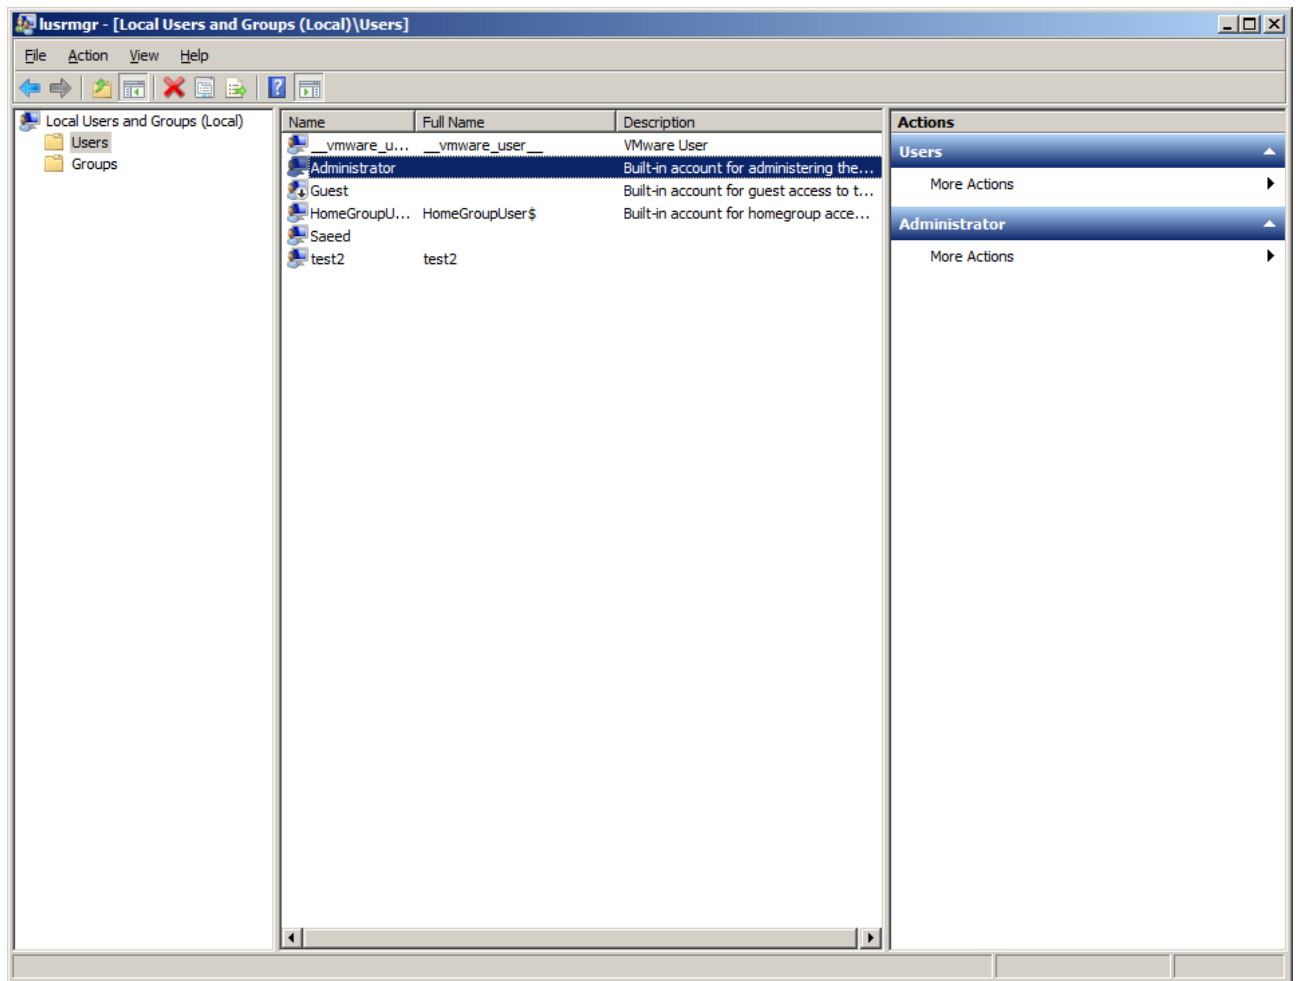 lusrmgr - [Local Users and Groups (Local)\Users]
File Action View Help
Local Users and Groups (Local)
Users
Groups
Name Full Name Description
__vmware_u... __vmware_user__ VMware User
Administrator Built-in account for administering the...
Guest Built-in account for guest access to t...
HomeGroupU... HomeGroupUser$ Built-in account for homegroup acce...
Saeed
test2 test2
Actions
Users
More Actions
Administrator
More Actions